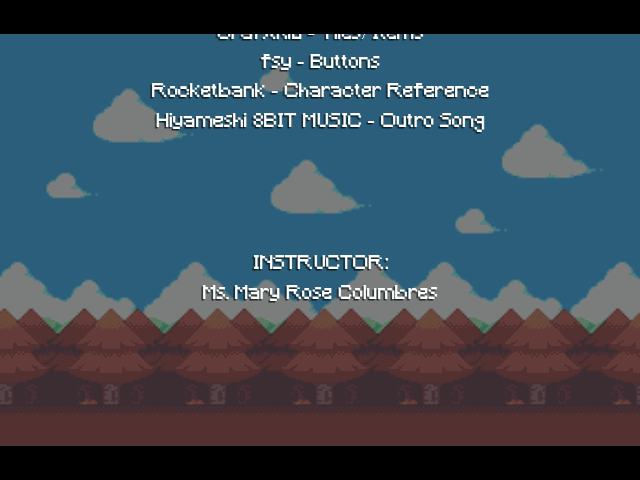 fsy - Buttons
Rocketbank - Character Reference
Hiyameshi 8BIT MUSIC - Outro Song
INSTRUCTOR:
Ms. Mary Rose Columbres